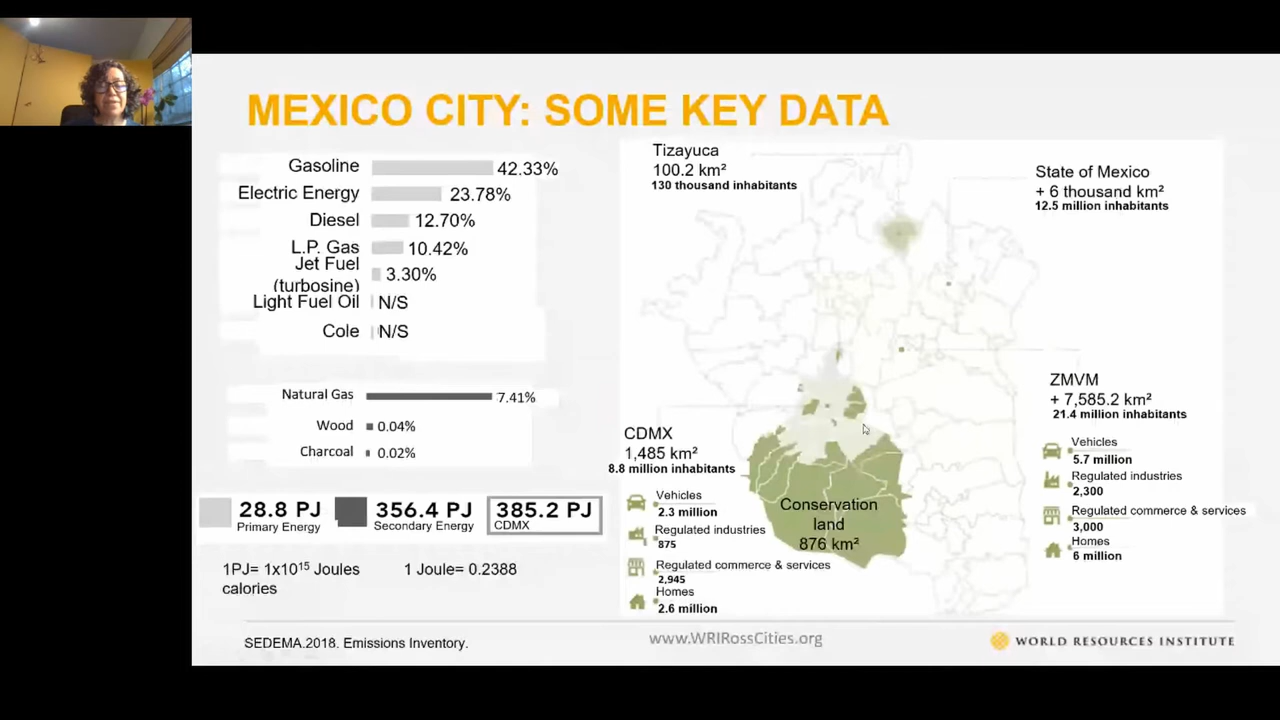 MEXICO CITY: SOME KEY DATA
Gasoline 42.33%
Electric Energy 23.78%
Diesel 12.70%
L.P. Gas 10.42%
Jet Fuel
(turbosine) 3.30%
Light Fuel Oil N/S
Cole N/S
Natural Gas 7.41%
Wood 0.04%
Charcoal 0.02%
28.8 PJ
Primary Energy
356.4 PJ
Secondary Energy
385.2 PJ
CDMX
1PJ= 1x10¹⁵ Joules 1 Joule= 0.2388
calories
Tizayuca
100.2 km²
130 thousand inhabitants
State of Mexico
+ 6 thousand km²
12.5 million inhabitants
CDMX
1,485 km²
8.8 million inhabitants
Vehicles
2.3 million
Regulated industries
875
Regulated commerce & services
2,945
Homes
2.6 million
Conservation
land
876 km²
ZMVM
+ 7,585.2 km²
21.4 million inhabitants
Vehicles
5.7 million
Regulated industries
2,300
Regulated commerce & services
3,000
Homes
6 million
SEDEMA.2018. Emissions Inventory.
www.WRIRossCities.org
WORLD RESOURCES INSTITUTE